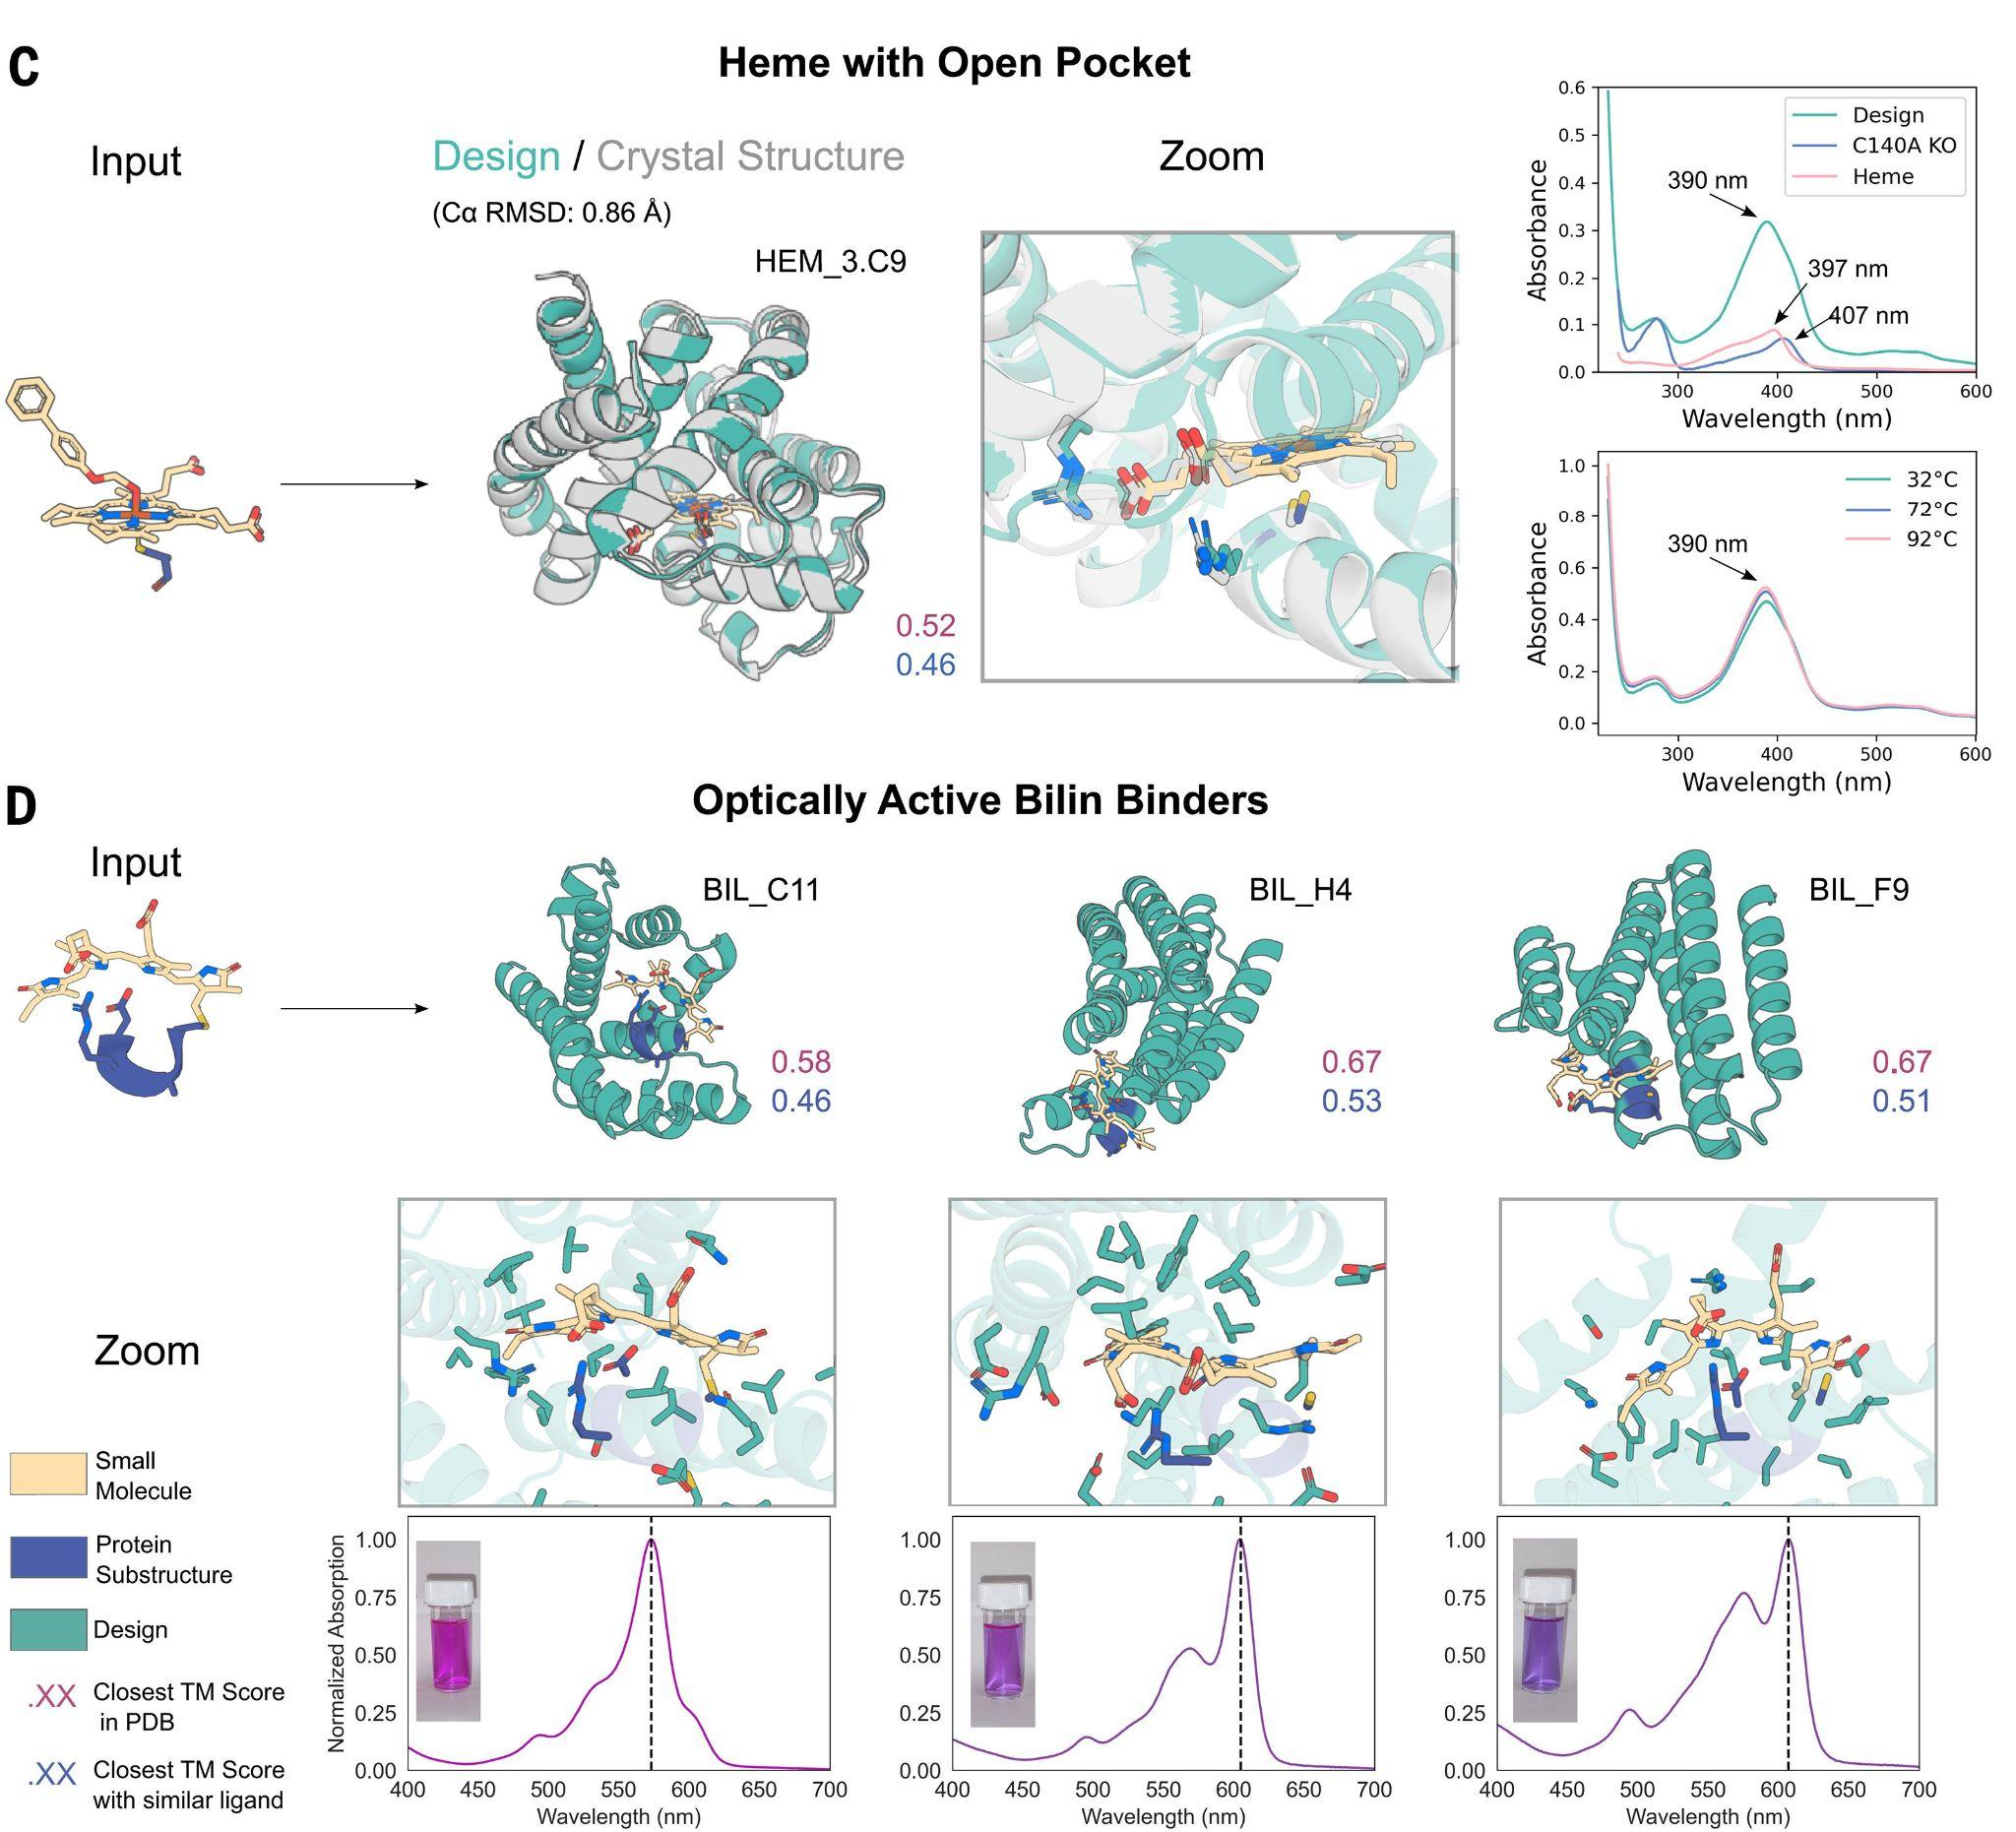 C
Heme with Open Pocket
Input
Design / Crystal Structure
(Cα RMSD: 0.86 Å)
HEM_3.C9
0.52
0.46
Zoom
0.6
0.5
0.4
0.3
0.2
0.1
0.0
Absorbance
Design
C140A KO
Heme
390 nm
397 nm
407 nm
300 400 500 600
Wavelength (nm)
1.0
0.8
0.6
0.4
0.2
0.0
Absorbance
32°C
72°C
92°C
390 nm
300 400 500 600
Wavelength (nm)
D
Optically Active Bilin Binders
Input
BIL_C11
0.58
0.46
BIL_H4
0.67
0.53
BIL_F9
0.67
0.51
Zoom
Small
Molecule
Protein
Substructure
Design
.XX Closest TM Score
in PDB
.XX Closest TM Score
with similar ligand
Normalized Absorption
1.00
0.75
0.50
0.25
0.00
400 450 500 550 600 650 700
Wavelength (nm)
1.00
0.75
0.50
0.25
0.00
400 450 500 550 600 650 700
Wavelength (nm)
1.00
0.75
0.50
0.25
0.00
400 450 500 550 600 650 700
Wavelength (nm)